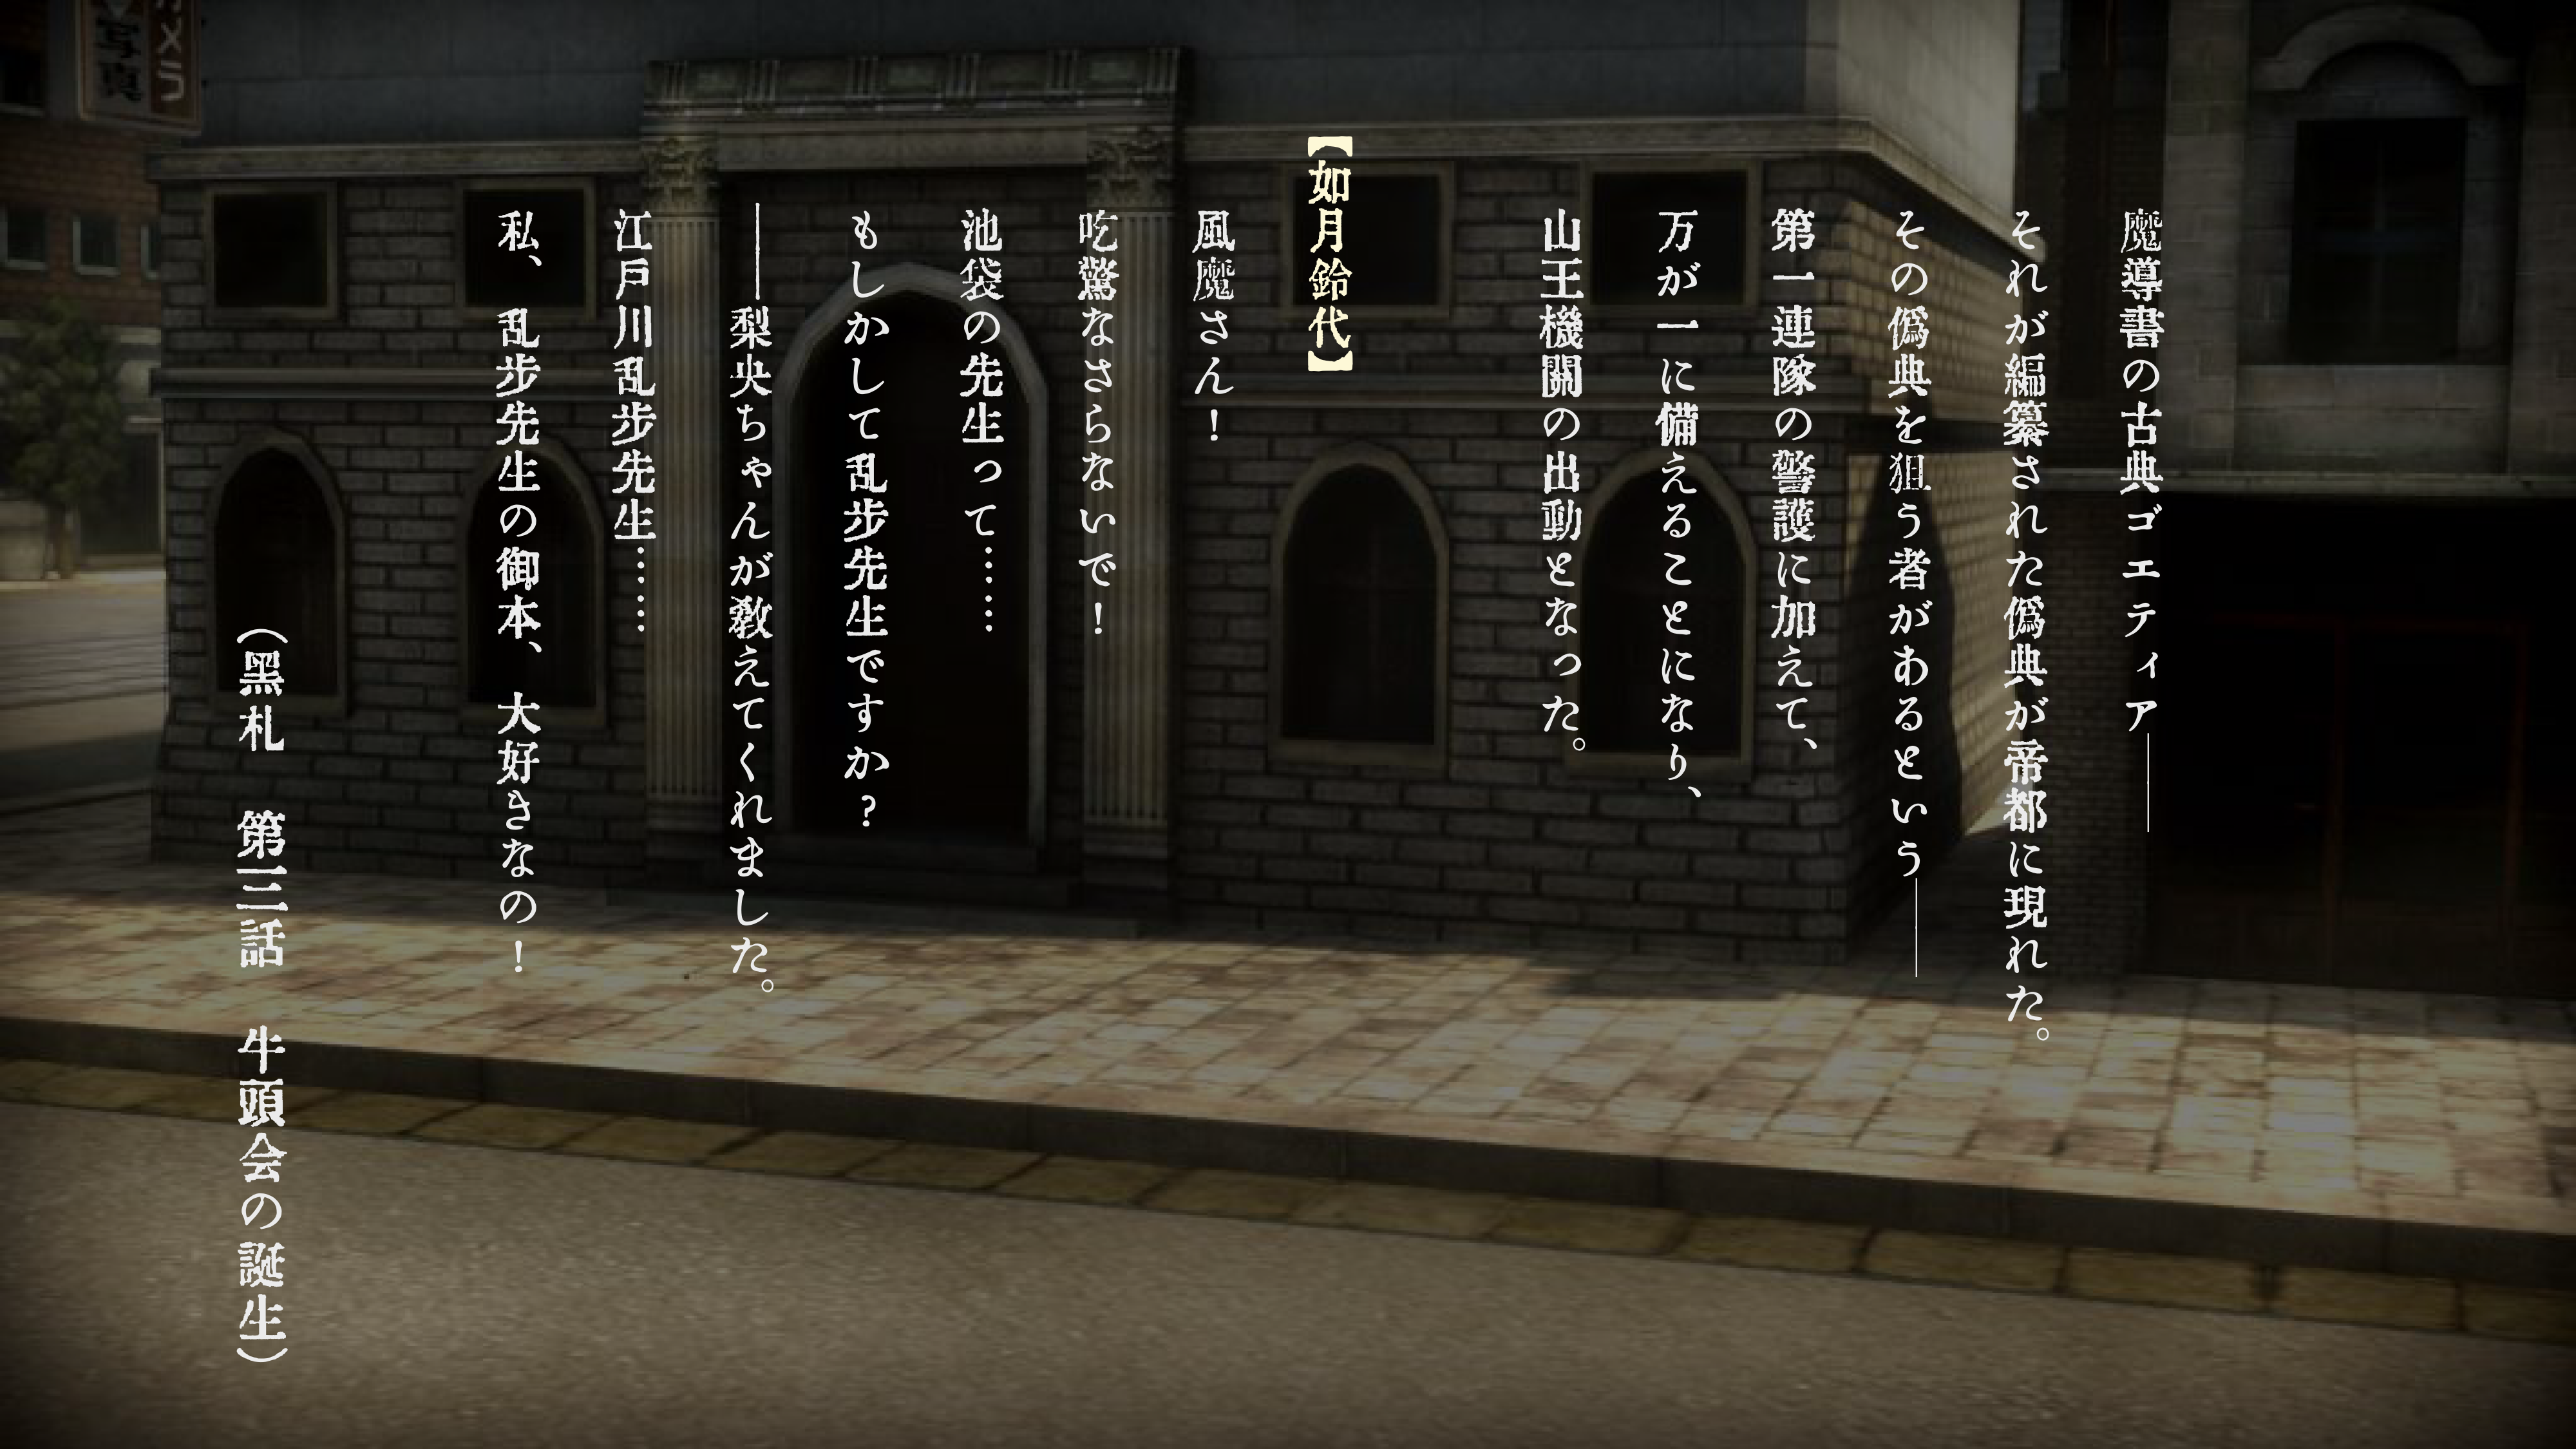 魔導書の古典ゴエティア――
それが編纂された偽典が帝都に現れた。
その偽典を狙う者があるという――
第一連隊の警護に加えて、
万が一に備えることになり、
山王機関の出動となった。
【如月鈴代】
風魔さん！
吃驚なさらないで！
池袋の先生って……
もしかして乱歩先生ですか？
――梨央ちゃんが教えてくれました。
江戸川乱歩先生……
私、乱歩先生の御本、大好きなの！
（黒札　第三話　牛頭会の誕生）
カメラ
写真